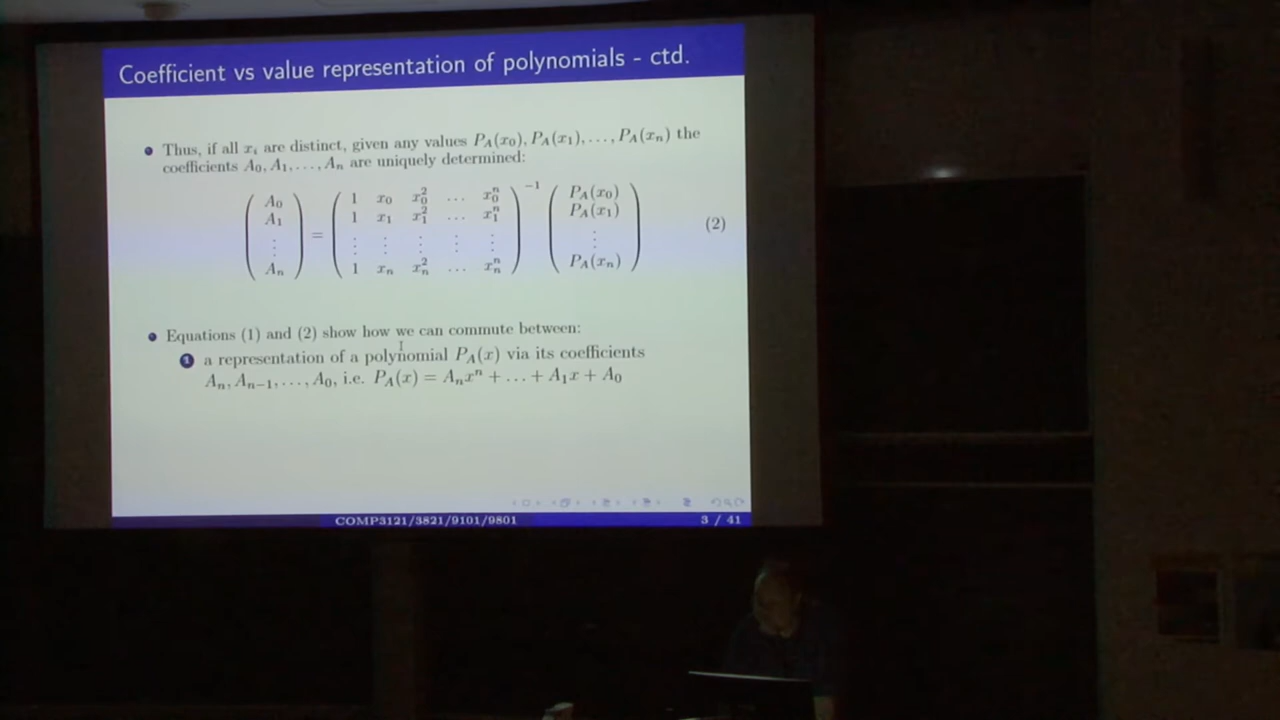 Coefficient vs value representation of polynomials - ctd.
Thus, if all x_i are distinct, given any values P_A(x_0), P_A(x_1), . . . , P_A(x_n) the
coefficients A_0, A_1, . . . , A_n are uniquely determined:
( A_0 A_1 ⋮ A_n ) = ( 1 x_0 x_0^2 … x_0^n
1 x_1 x_1^2 … x_1^n
⋮ ⋮ ⋮ ⋮ ⋮
1 x_n x_n^2 … x_n^n )^{-1} ( P_A(x_0) P_A(x_1) ⋮ P_A(x_n) ) (2)
Equations (1) and (2) show how we can commute between:
1 a representation of a polynomial P_A(x) via its coefficients
A_n, A_{n−1}, . . . , A_0, i.e. P_A(x) = A_n x^n + . . . + A_1 x + A_0
COMP3121/3821/9101/9801 3 / 41